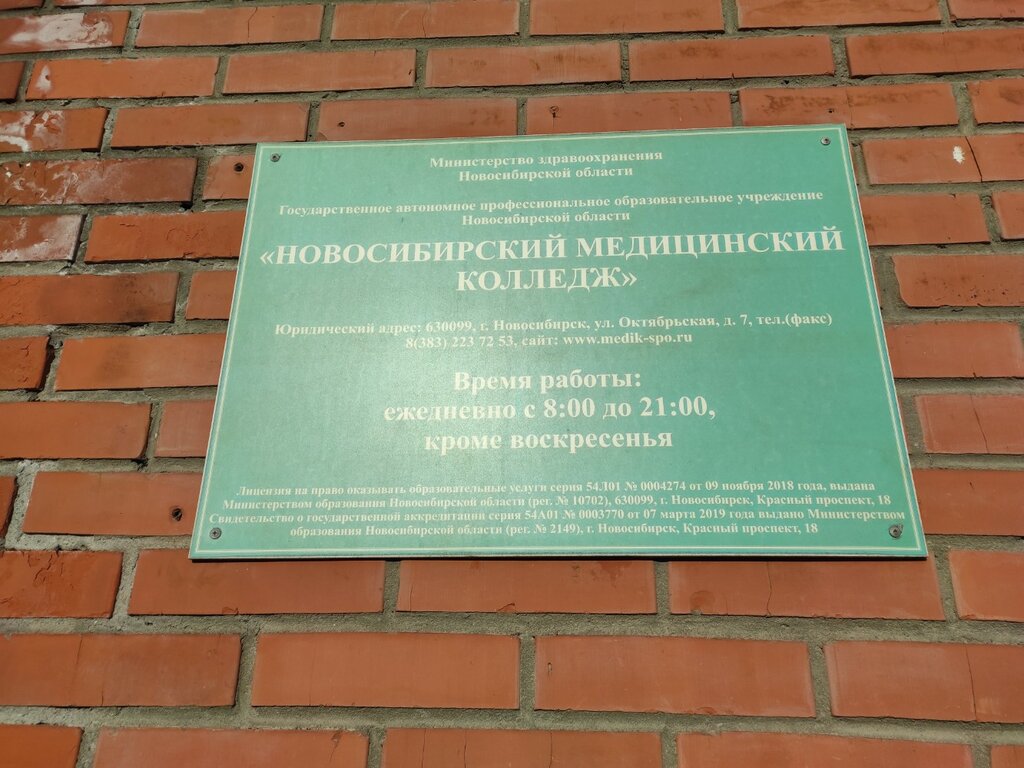 Министерство здравоохранения
Новосибирской области
Государственное автономное профессиональное образовательное учреждение
Новосибирской области
«НОВОСИБИРСКИЙ МЕДИЦИНСКИЙ
КОЛЛЕДЖ»
Юридический адрес: 630099, г. Новосибирск, ул. Октябрьская, д. 7, тел.(факс)
8(383) 223 72 53, сайт: www.medik-spo.ru
Время работы:
ежедневно с 8:00 до 21:00,
кроме воскресенья
Лицензия на право оказывать образовательные услуги серия 54Л01 № 0004274 от 09 ноября 2018 года, выдана
Министерством образования Новосибирской области (рег. № 10702), 630099, г. Новосибирск, Красный проспект, 18
Свидетельство о государственной аккредитации серия 54А01 № 0003770 от 07 марта 2019 года выдано Министерством
образования Новосибирской области (рег. № 2149), г. Новосибирск, Красный проспект, 18